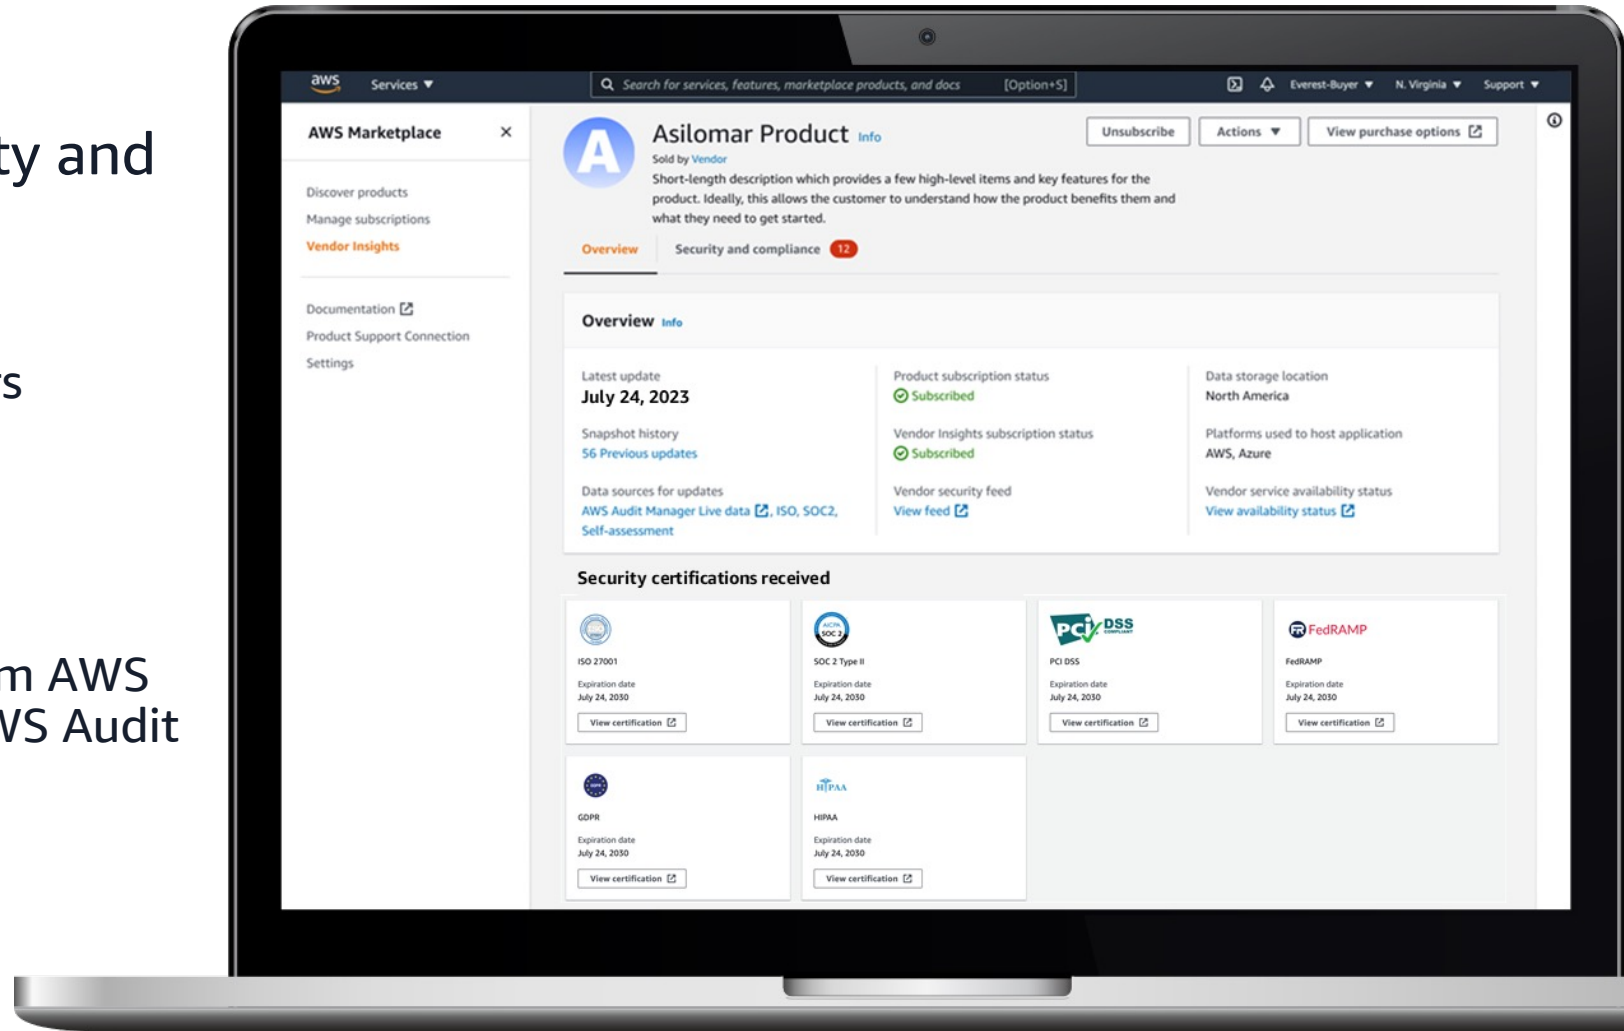 ty and
rs
m AWS
WS Audit
aws
Services
Search for services, features, marketplace products, and docs [Option+S]
Everest-Buyer
N. Virginia
Support
AWS Marketplace
Discover products
Manage subscriptions
Vendor Insights
Documentation
Product Support Connection
Settings
A
Asilomar Product Info
Sold by Vendor
Short-length description which provides a few high-level items and key features for the
product. Ideally, this allows the customer to understand how the product benefits them and
what they need to get started.
Unsubscribe
Actions
View purchase options
Overview
Security and compliance 12
Overview Info
Latest update
July 24, 2023
Snapshot history
56 Previous updates
Data sources for updates
AWS Audit Manager Live data , ISO, SOC2,
Self-assessment
Product subscription status
Subscribed
Vendor Insights subscription status
Subscribed
Vendor security feed
View feed
Data storage location
North America
Platforms used to host application
AWS, Azure
Vendor service availability status
View availability status
Security certifications received
ISO 27001
Expiration date
July 24, 2030
View certification
AICPA
SOC 2
SOC 2 Type II
Expiration date
July 24, 2030
View certification
PCI DSS
COMPLIANT
PCI DSS
Expiration date
July 24, 2030
View certification
FedRAMP
FedRAMP
Expiration date
July 24, 2030
View certification
GDPR
GDPR
Expiration date
July 24, 2030
View certification
HIPAA
HIPAA
Expiration date
July 24, 2030
View certification